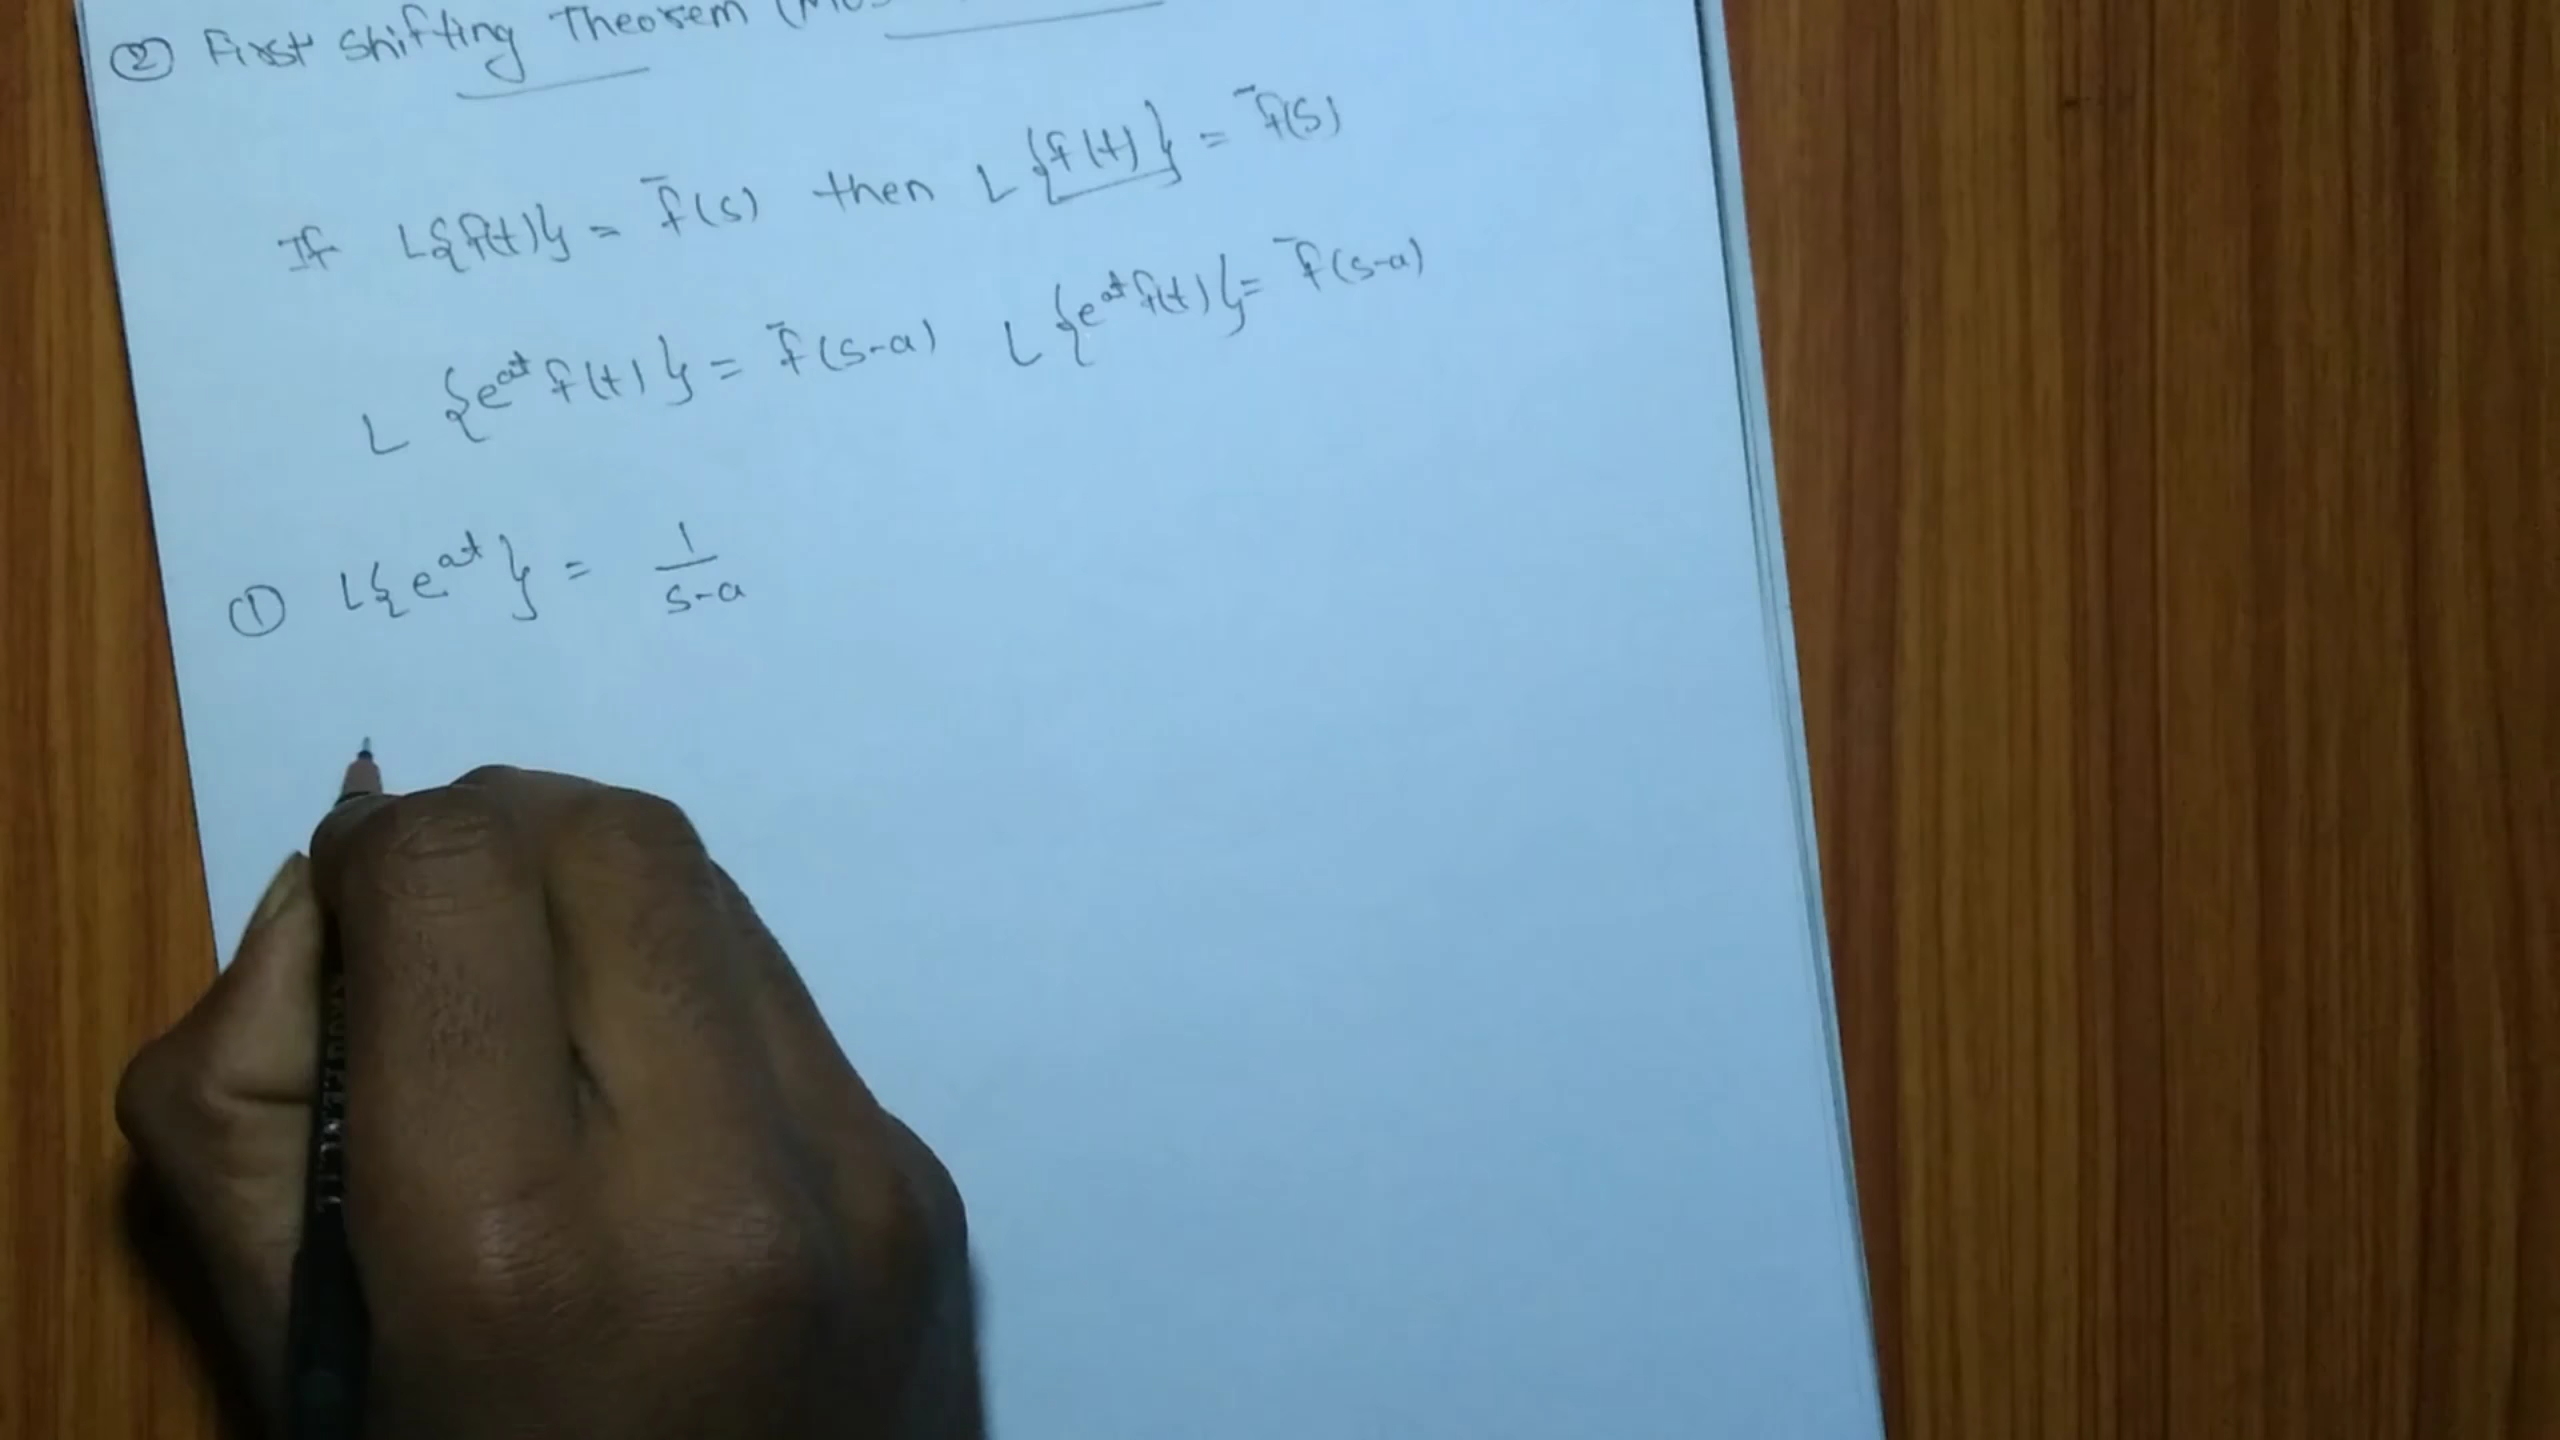 ② First Shifting Theorem (
If L{f(t)} = f̄(s) then L{f(t)} = f̄(s)
L{e^{at} f(t)} = f̄(s-a) L{e^{at} f(t)} = f̄(s-a)
① L{e^{at}} = 1/(s-a)